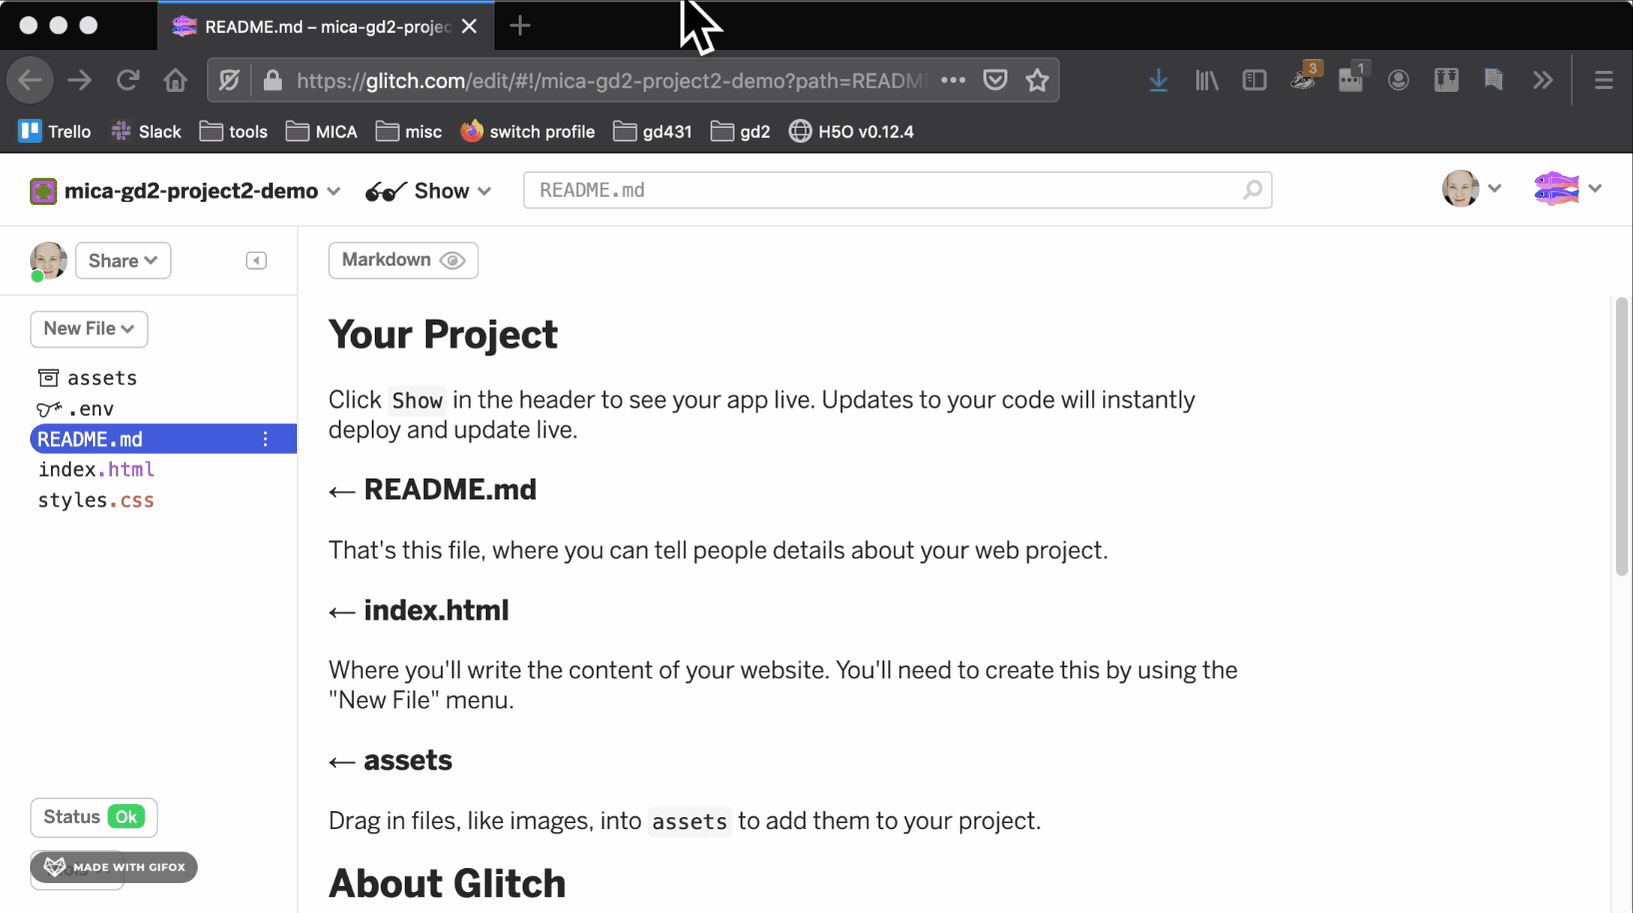 README.md – mica-gd2-projec
https://glitch.com/edit/#!/mica-gd2-project2-demo?path=READM
3
1
Trello
Slack
tools
MICA
misc
switch profile
gd431
gd2
H5O v0.12.4
mica-gd2-project2-demo
Show
README.md
Share
Markdown
New File
assets
.env
README.md
index.html
styles.css
Your Project
Click Show in the header to see your app live. Updates to your code will instantly
deploy and update live.
← README.md
That's this file, where you can tell people details about your web project.
← index.html
Where you'll write the content of your website. You'll need to create this by using the
"New File" menu.
← assets
Drag in files, like images, into assets to add them to your project.
About Glitch
Status Ok
MADE WITH GIFOX